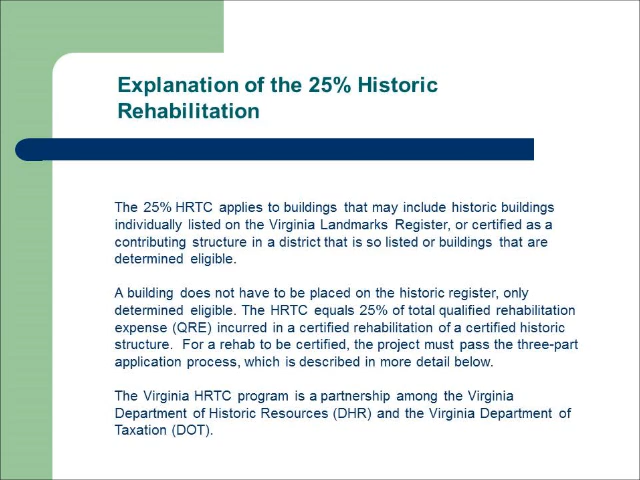 Explanation of the 25% Historic
Rehabilitation
The 25% HRTC applies to buildings that may include historic buildings
individually listed on the Virginia Landmarks Register, or certified as a
contributing structure in a district that is so listed or buildings that are
determined eligible.
A building does not have to be placed on the historic register, only
determined eligible. The HRTC equals 25% of total qualified rehabilitation
expense (QRE) incurred in a certified rehabilitation of a certified historic
structure. For a rehab to be certified, the project must pass the three-part
application process, which is described in more detail below.
The Virginia HRTC program is a partnership among the Virginia
Department of Historic Resources (DHR) and the Virginia Department of
Taxation (DOT).